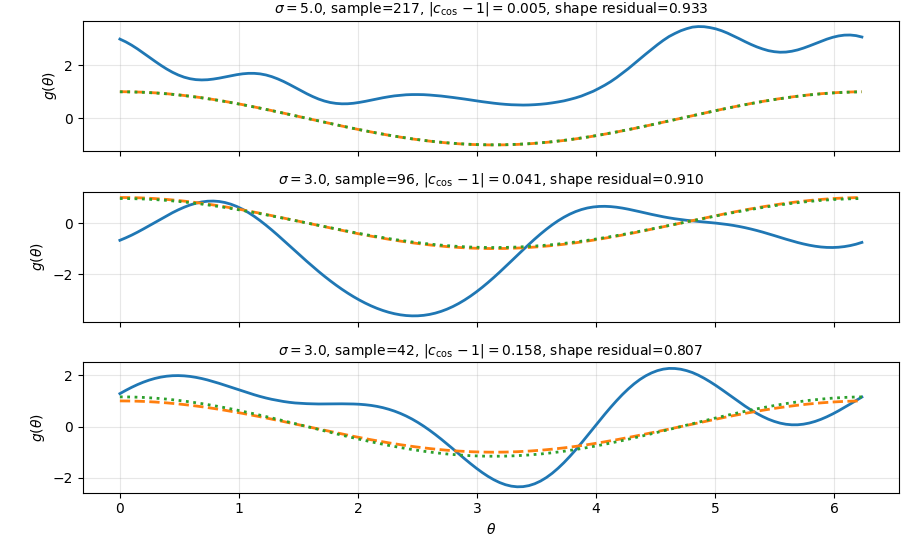 σ = 5.0, sample=217, |c_cos − 1| = 0.005, shape residual=0.933
g(θ)
2
0
σ = 3.0, sample=96, |c_cos − 1| = 0.041, shape residual=0.910
g(θ)
0
−2
σ = 3.0, sample=42, |c_cos − 1| = 0.158, shape residual=0.807
g(θ)
2
0
−2
0 1 2 3 4 5 6
θ